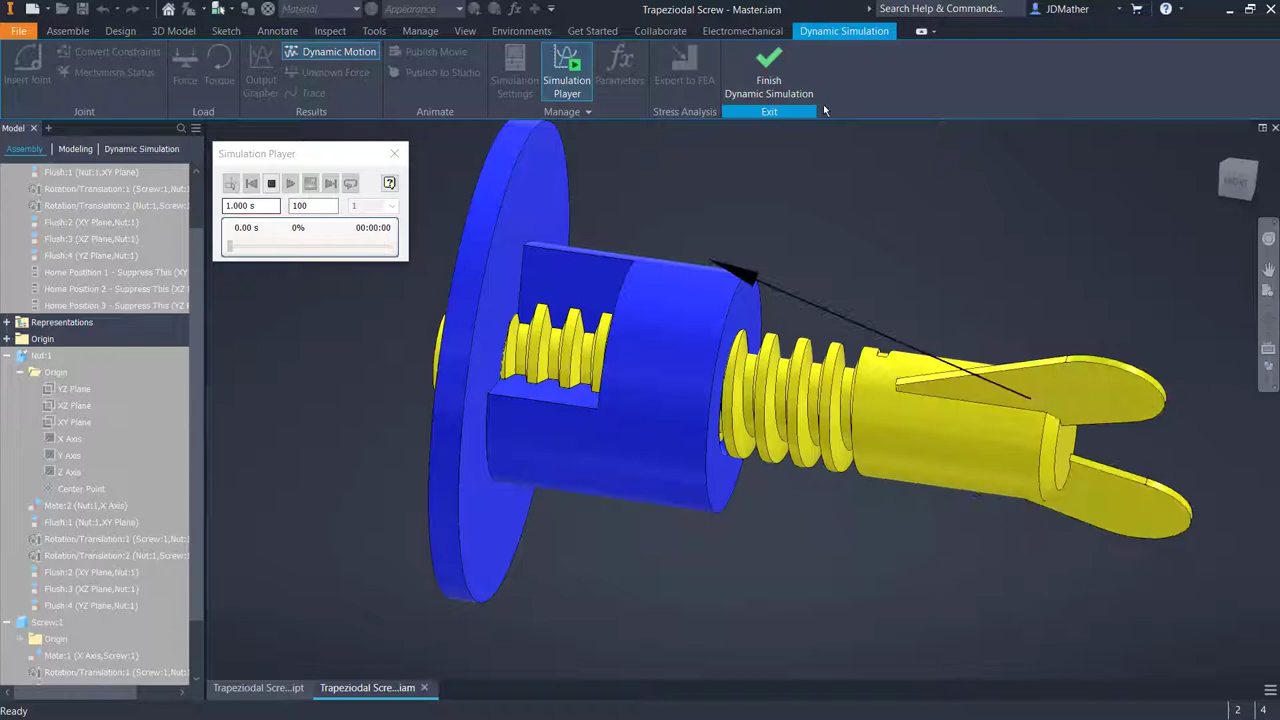 Material
Appearance
Trapeziodal Screw - Master.iam
Search Help & Commands...
JDMather
File
Assemble
Design
3D Model
Sketch
Annotate
Inspect
Tools
Manage
View
Environments
Get Started
Collaborate
Electromechanical
Dynamic Simulation
Insert Joint
Convert Constraints
Mechanism Status
Joint
Force
Torque
Load
Output Grapher
Dynamic Motion
Unknown Force
Trace
Results
Publish Movie
Publish to Studio
Animate
Simulation Settings
Simulation Player
Parameters
Manage
Export to FEA
Stress Analysis
Finish
Dynamic Simulation
Exit
Model
Assembly
Modeling
Dynamic Simulation
Flush:1 (Nut:1,XY Plane)
Rotation/Translation:1 (Screw:1,Nut:1
Rotation/Translation:2 (Nut:1,Screw:
Flush:2 (XY Plane,Nut:1)
Flush:3 (XZ Plane,Nut:1)
Flush:4 (YZ Plane,Nut:1)
Home Position 1 - Suppress This (XY
Home Position 2 - Suppress This (XZ
Home Position 3 - Suppress This (YZ
Representations
Origin
Nut:1
Origin
YZ Plane
XZ Plane
XY Plane
X Axis
Y Axis
Z Axis
Center Point
Mate:2 (Nut:1,X Axis)
Flush:1 (Nut:1,XY Plane)
Rotation/Translation:1 (Screw:1,Nut:1
Rotation/Translation:2 (Nut:1,Screw:
Flush:2 (XY Plane,Nut:1)
Flush:3 (XZ Plane,Nut:1)
Flush:4 (YZ Plane,Nut:1)
Screw:1
Origin
Mate:1 (X Axis,Screw:1)
Rotation/Translation:1 (Screw:1,Nut:1
Simulation Player
1.000 s
100
1
0.00 s
0%
00:00:00
FRONT
Trapeziodal Scre...ipt
Trapeziodal Scre...iam
Ready
2
4